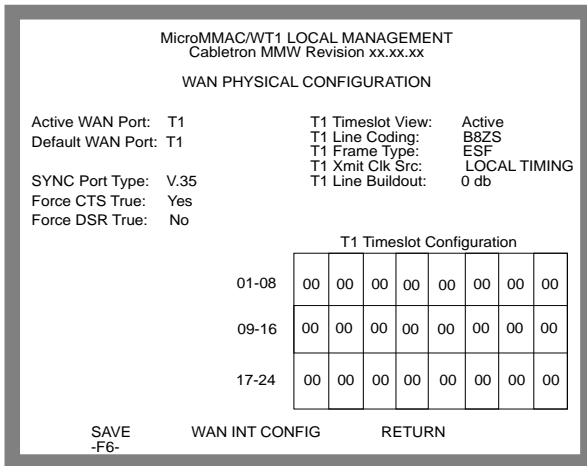 MicroMMAC/WT1 LOCAL MANAGEMENT
Cabletron MMW Revision xx.xx.xx
WAN PHYSICAL CONFIGURATION
Active WAN Port: T1
Default WAN Port: T1
SYNC Port Type: V.35
Force CTS True: Yes
Force DSR True: No
T1 Timeslot View: Active
T1 Line Coding: B8ZS
T1 Frame Type: ESF
T1 Xmit Clk Src: LOCAL TIMING
T1 Line Buildout: 0 db
T1 Timeslot Configuration
01-08 00 00 00 00 00 00 00 00
09-16 00 00 00 00 00 00 00 00
17-24 00 00 00 00 00 00 00 00
SAVE WAN INT CONFIG RETURN
-F6-